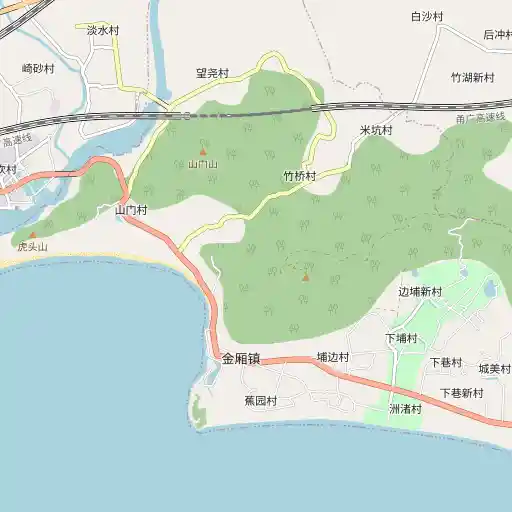 白沙村
淡水村
后冲村
望尧村
崎砂村
竹湖新村
甬广高速线
米坑村
高速线
山门山
坎村
竹桥村
山门村
虎头山
边埔新村
下埔村
金厢镇
埔边村
下巷村
城美村
下巷新村
蕉园村
洲渚村